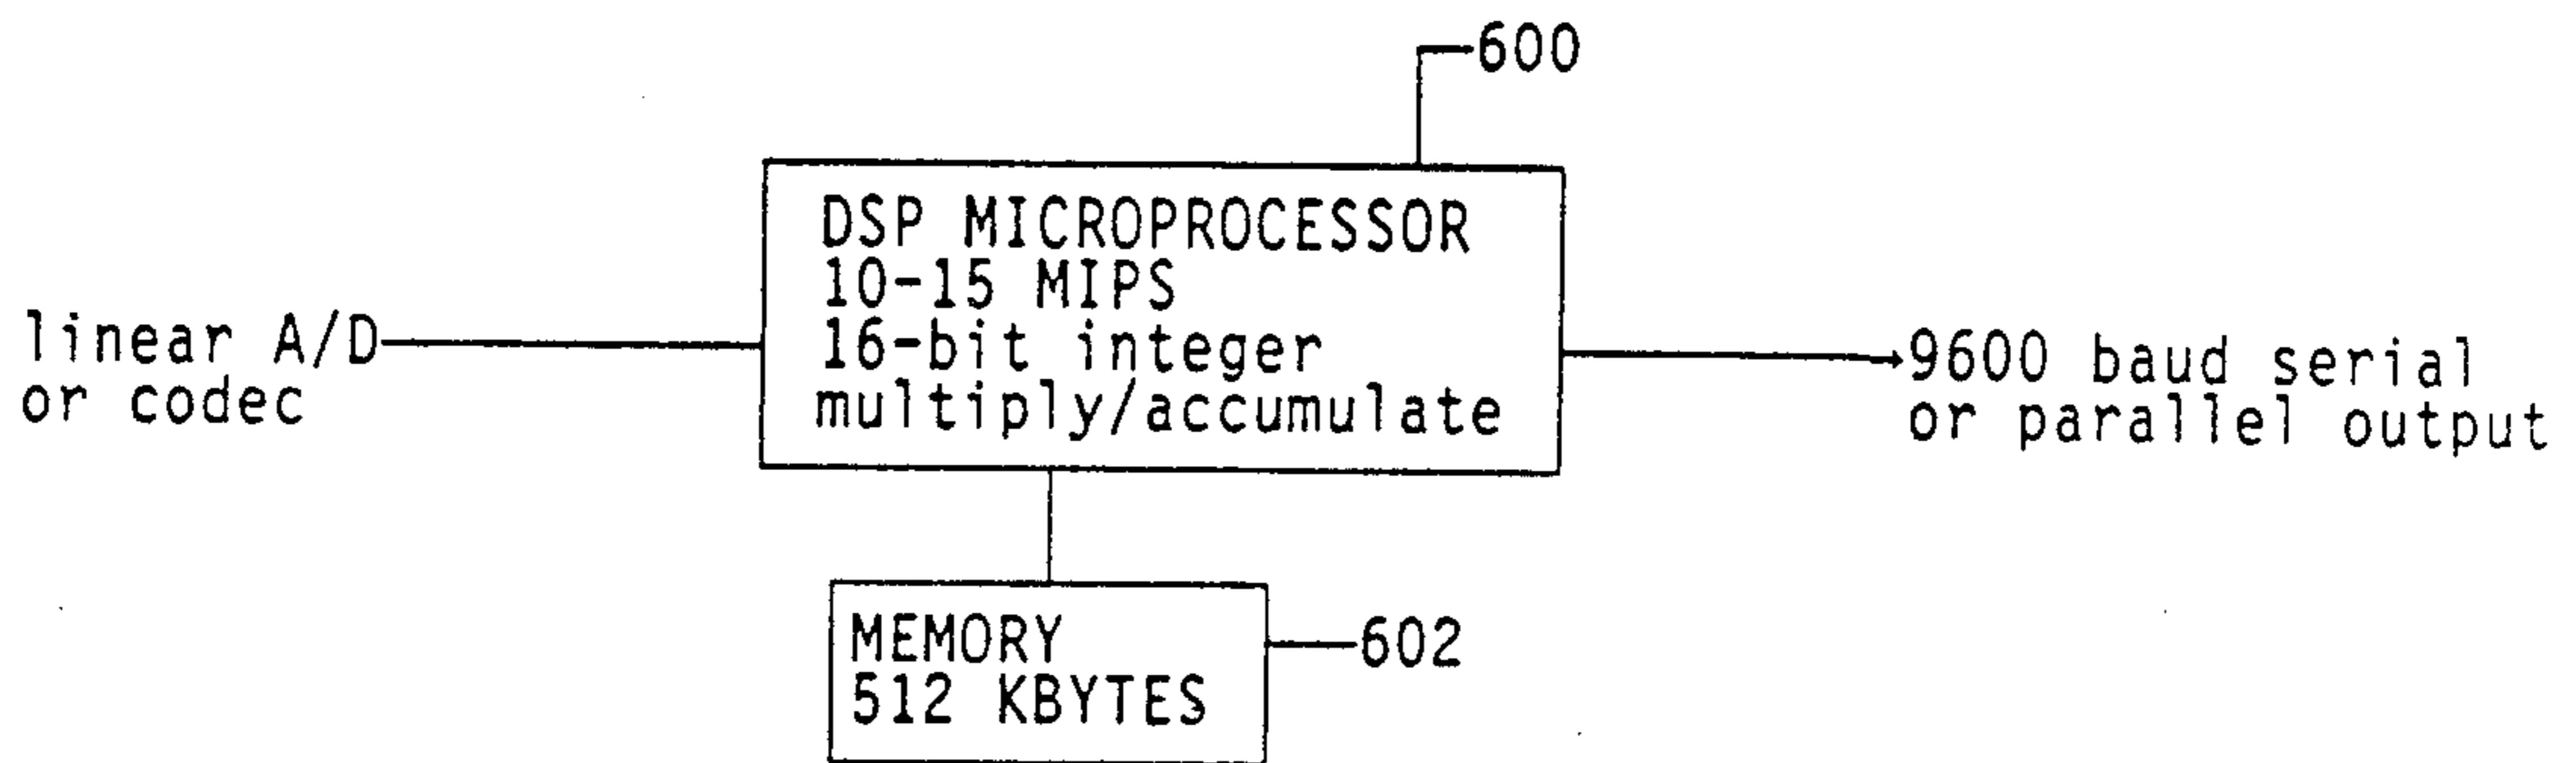 600
DSP MICROPROCESSOR
10-15 MIPS
16-bit integer
multiply/accumulate
linear A/D
or codec
9600 baud serial
or parallel output
MEMORY
512 KBYTES
602